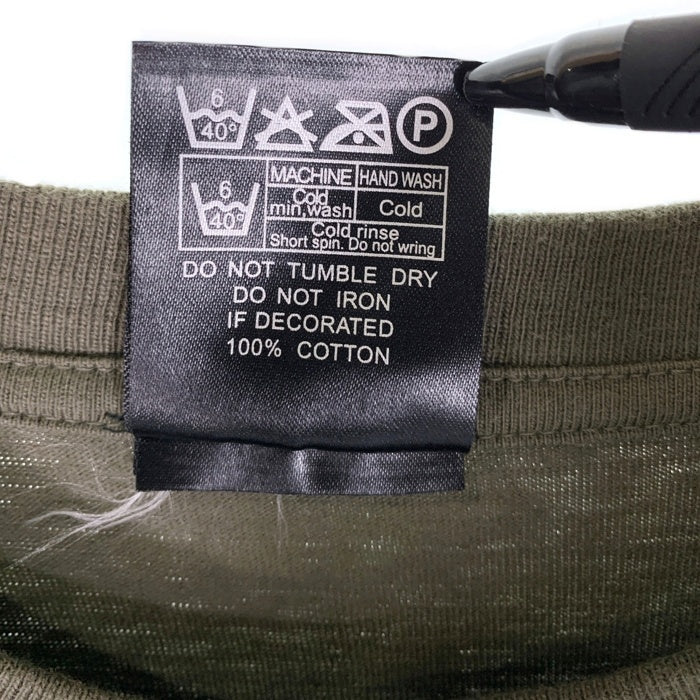 6
40°
P
6
40°
MACHINE HAND WASH
Cold
min,wash
Cold
Cold rinse
Short spin. Do not wring
DO NOT TUMBLE DRY
DO NOT IRON
IF DECORATED
100% COTTON